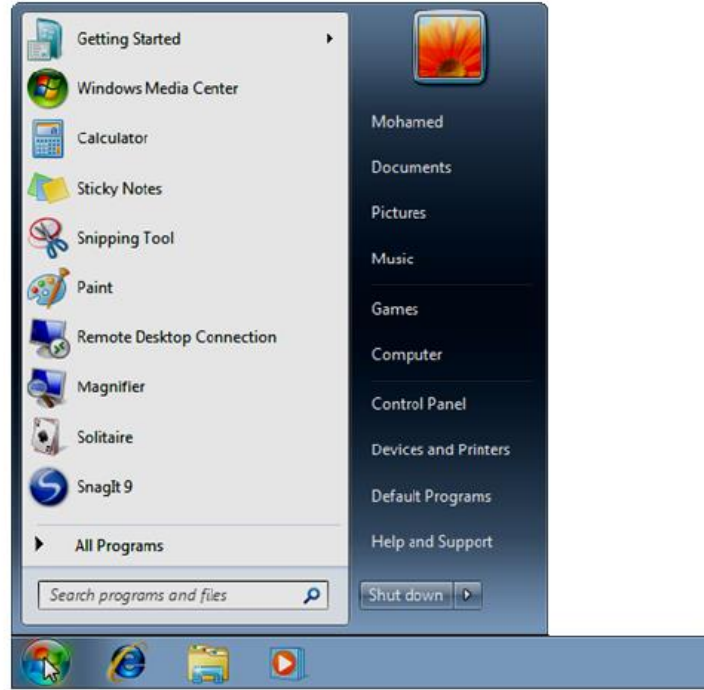 Getting Started
Windows Media Center
Calculator
Sticky Notes
Snipping Tool
Paint
Remote Desktop Connection
Magnifier
Solitaire
SnagIt 9
All Programs
Search programs and files
Mohamed
Documents
Pictures
Music
Games
Computer
Control Panel
Devices and Printers
Default Programs
Help and Support
Shut down